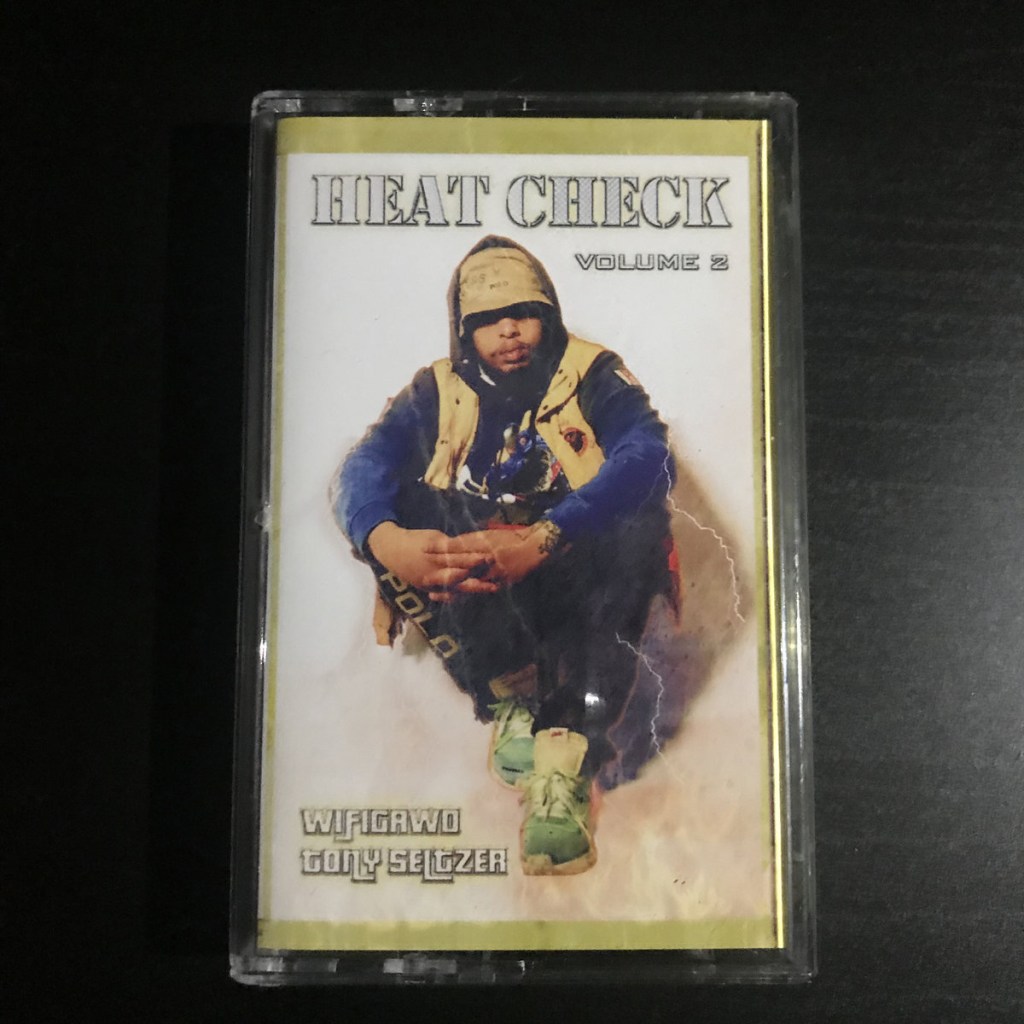 HEAT CHECK
VOLUME 2
POLO
WIFIGAWD
TONY SELTZER